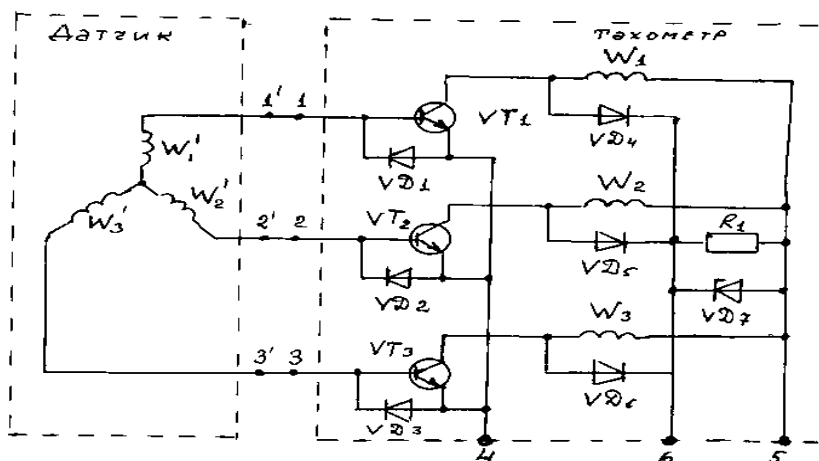 Датчик
тахометр
W1
1' 1
VT1
VD4
W1'
VD1
W2
W2'
W3'
2' 2
VT2
R1
VD5
VD2
VD7
W3
3' 3
VT3
VD6
VD3
4
6
5